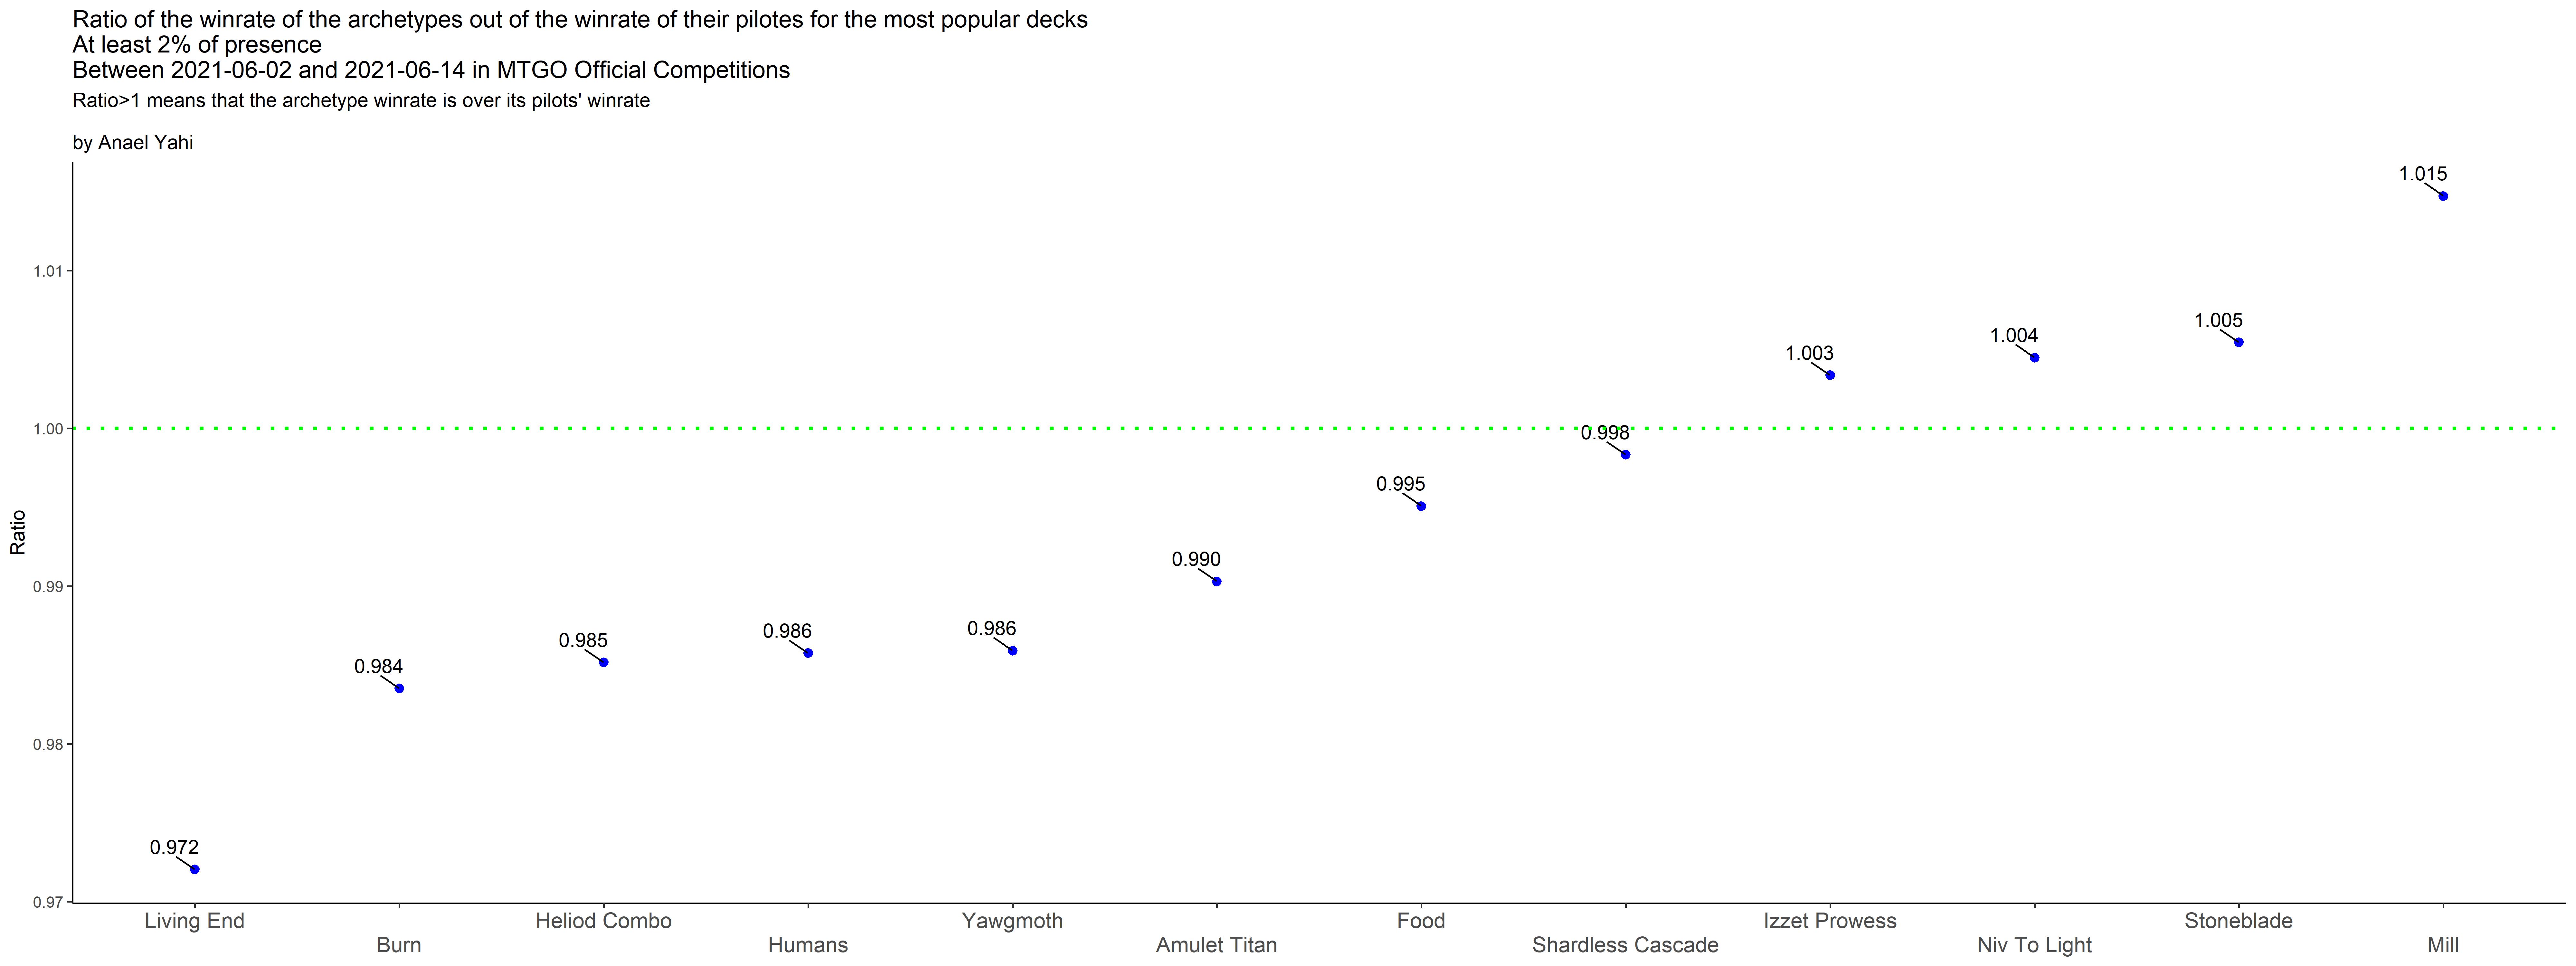 Ratio of the winrate of the archetypes out of the winrate of their pilotes for the most popular decks
At least 2% of presence
Between 2021-06-02 and 2021-06-14 in MTGO Official Competitions
Ratio>1 means that the archetype winrate is over its pilots' winrate
by Anael Yahi
Ratio
1.01
1.00
0.99
0.98
0.97
0.972
0.984
0.985
0.986
0.986
0.990
0.995
0.998
1.003
1.004
1.005
1.015
Living End
Burn
Heliod Combo
Humans
Yawgmoth
Amulet Titan
Food
Shardless Cascade
Izzet Prowess
Niv To Light
Stoneblade
Mill